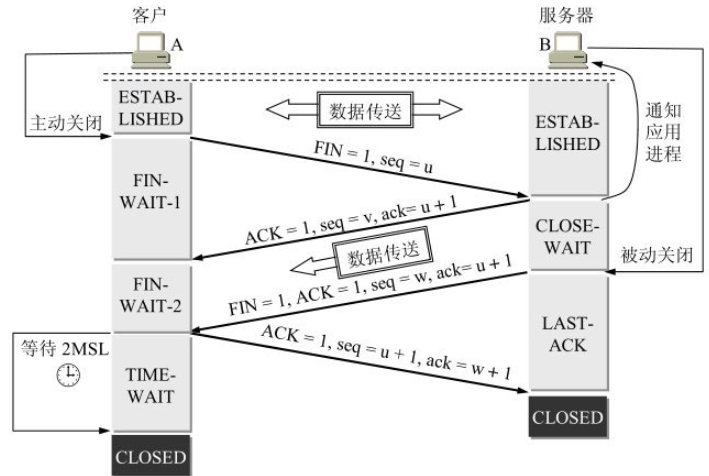 客户
服务器
A
B
ESTAB-
LISHED
数据传送
主动关闭
ESTAB-
LISHED
通知
应用
进程
FIN = 1, seq = u
FIN-
WAIT-1
ACK = 1, seq = v, ack= u + 1
CLOSE-
WAIT
数据传送
被动关闭
FIN-
WAIT-2
FIN = 1, ACK = 1, seq = w, ack= u + 1
LAST-
ACK
等待 2MSL
ACK = 1, seq = u + 1, ack = w + 1
TIME-
WAIT
CLOSED
CLOSED